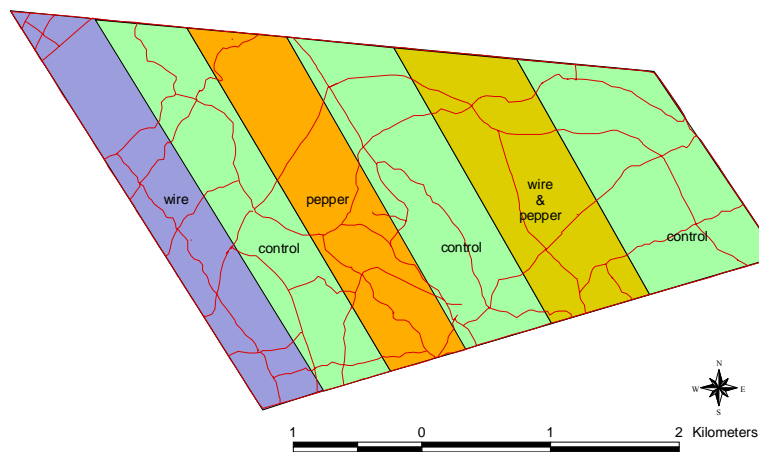 wire
control
pepper
control
wire
&
pepper
control
N
W E
S
1 0 1 2 Kilometers